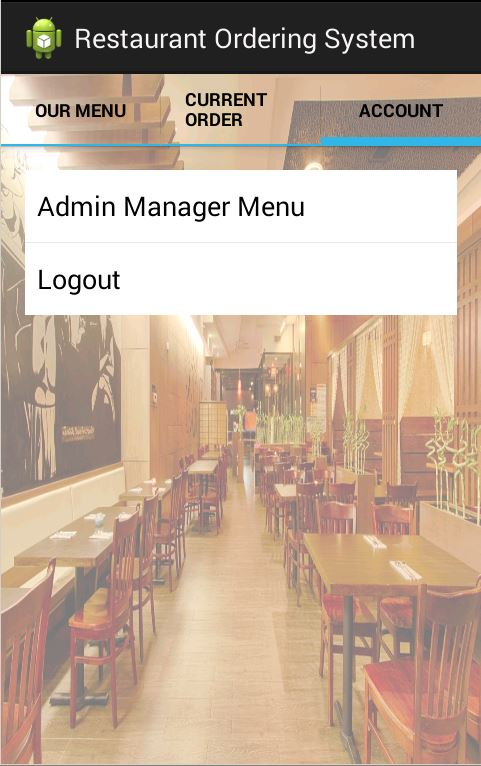 Restaurant Ordering System
OUR MENU
CURRENT
ORDER
ACCOUNT
Admin Manager Menu
Logout